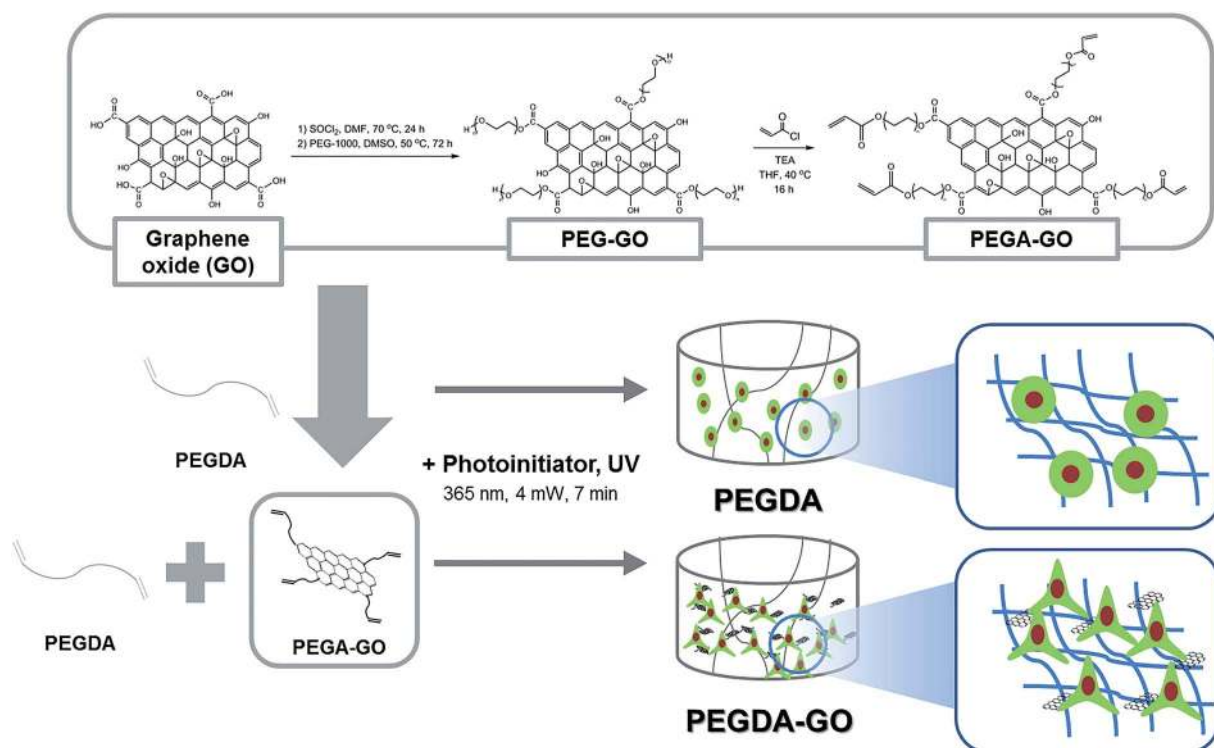 1) SOCl₂, DMF, 70 °C, 24 h
2) PEG-1000, DMSO, 50 °C, 72 h
Cl
TEA
THF, 40 °C
16 h
Graphene
oxide (GO)
PEG-GO
PEGA-GO
PEGDA
+ Photoinitiator, UV
365 nm, 4 mW, 7 min
PEGDA
PEGDA
PEGA-GO
PEGDA-GO